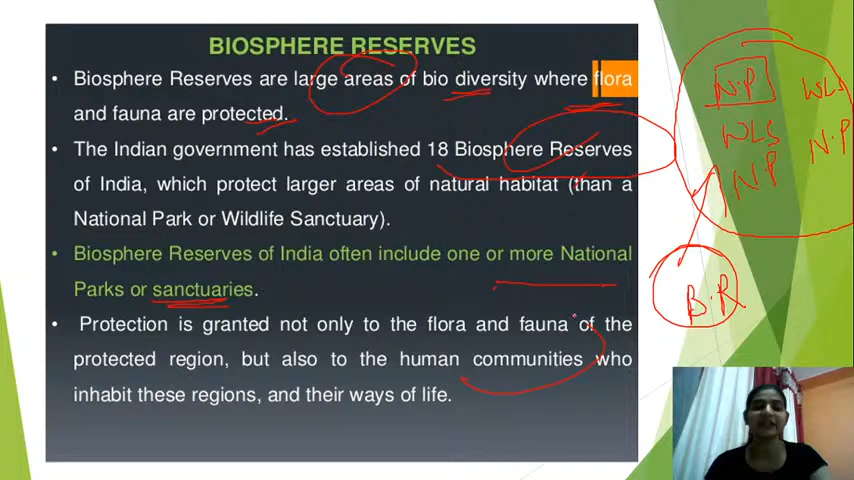 BIOSPHERE RESERVES
• Biosphere Reserves are large areas of bio diversity where flora
and fauna are protected.
• The Indian government has established 18 Biosphere Reserves
of India, which protect larger areas of natural habitat (than a
National Park or Wildlife Sanctuary).
• Biosphere Reserves of India often include one or more National
Parks or sanctuaries.
• Protection is granted not only to the flora and fauna of the
protected region, but also to the human communities who
inhabit these regions, and their ways of life.
N.P WLS
WLS N.P
N.P
B.R